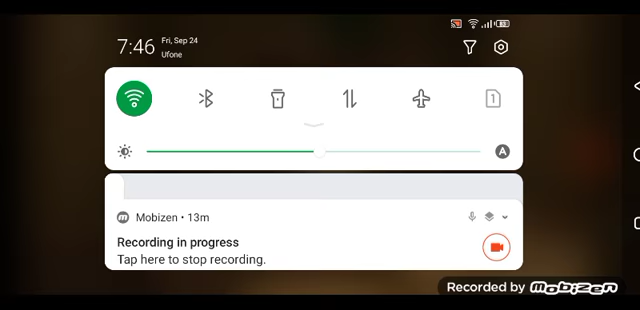 7:46
Fri, Sep 24
Ufone
1
A
m Mobizen • 13m
Recording in progress
Tap here to stop recording.
Recorded by MOBIZEN